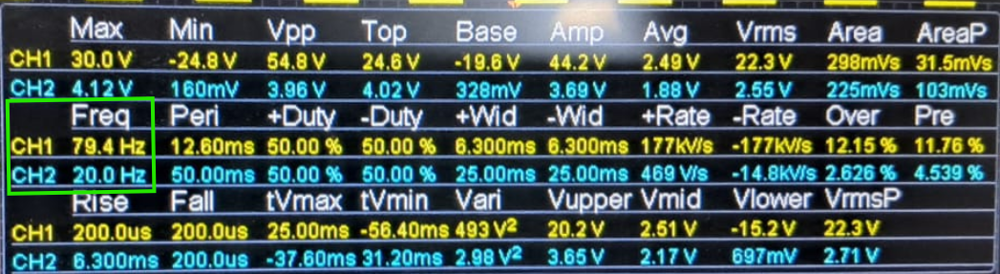 Max Min Vpp Top Base Amp Avg Vrms Area AreaP
CH1 30.0 V -24.8 V 54.8 V 24.6 V -19.6 V 44.2 V 2.49 V 22.3 V 298mVs 31.5mVs
CH2 4.12 V 160mV 3.96 V 4.02 V 328mV 3.69 V 1.88 V 2.55 V 225mVs 103mVs
Freq Peri +Duty -Duty +Wid -Wid +Rate -Rate Over Pre
CH1 79.4 Hz 12.60ms 50.00 % 50.00 % 6.300ms 6.300ms 177kV/s -177kV/s 12.15 % 11.76 %
CH2 20.0 Hz 50.00ms 50.00 % 50.00 % 25.00ms 25.00ms 469 V/s -14.8kV/s 2.626 % 4.539 %
Rise Fall tVmax tVmin Vari Vupper Vmid Vlower VrmsP
CH1 200.0us 200.0us 25.00ms -56.40ms 493 V² 20.2 V 2.51 V -15.2 V 22.3 V
CH2 6.300ms 200.0us -37.60ms 31.20ms 2.98 V² 3.65 V 2.17 V 697mV 2.71 V